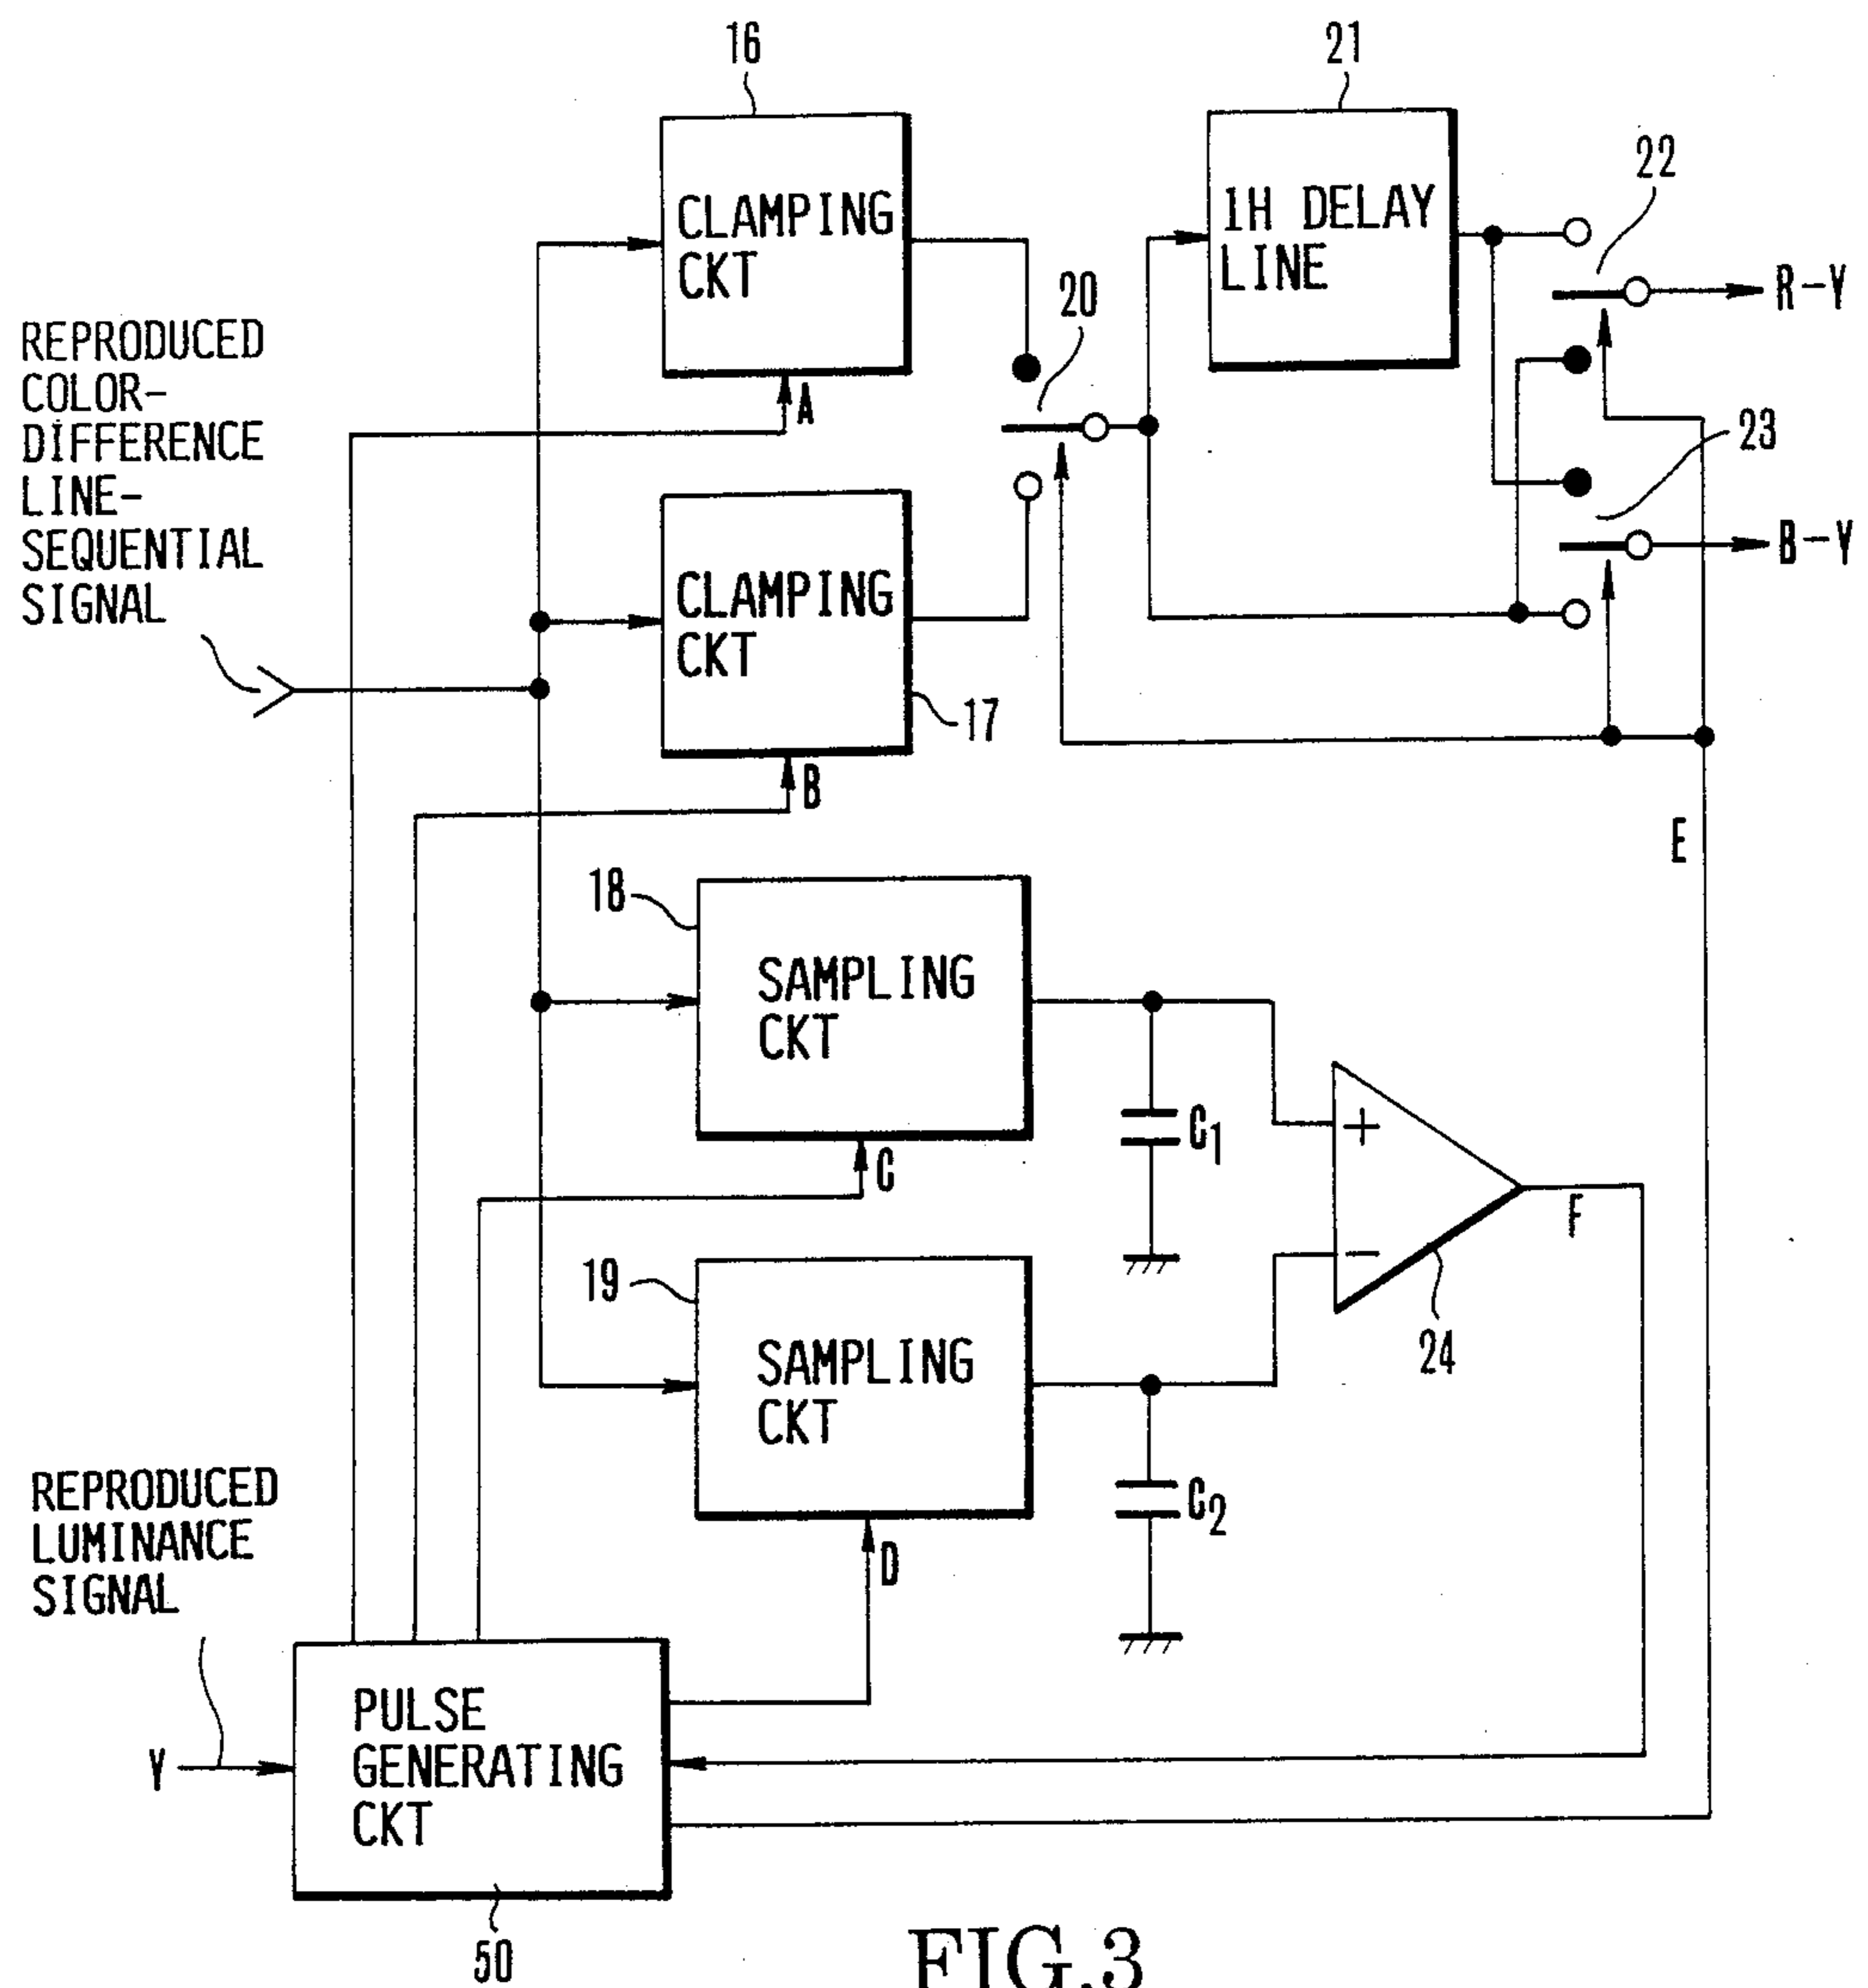 16
21
CLAMPING
CKT
1H DELAY
LINE
22
R-Y
20
REPRODUCED
COLOR-
DIFFERENCE
LINE-
SEQUENTIAL
SIGNAL
A
23
B-Y
CLAMPING
CKT
17
B
E
18
SAMPLING
CKT
C1
+
C
F
19
-
24
SAMPLING
CKT
C2
D
REPRODUCED
LUMINANCE
SIGNAL
Y
PULSE
GENERATING
CKT
50
FIG.3